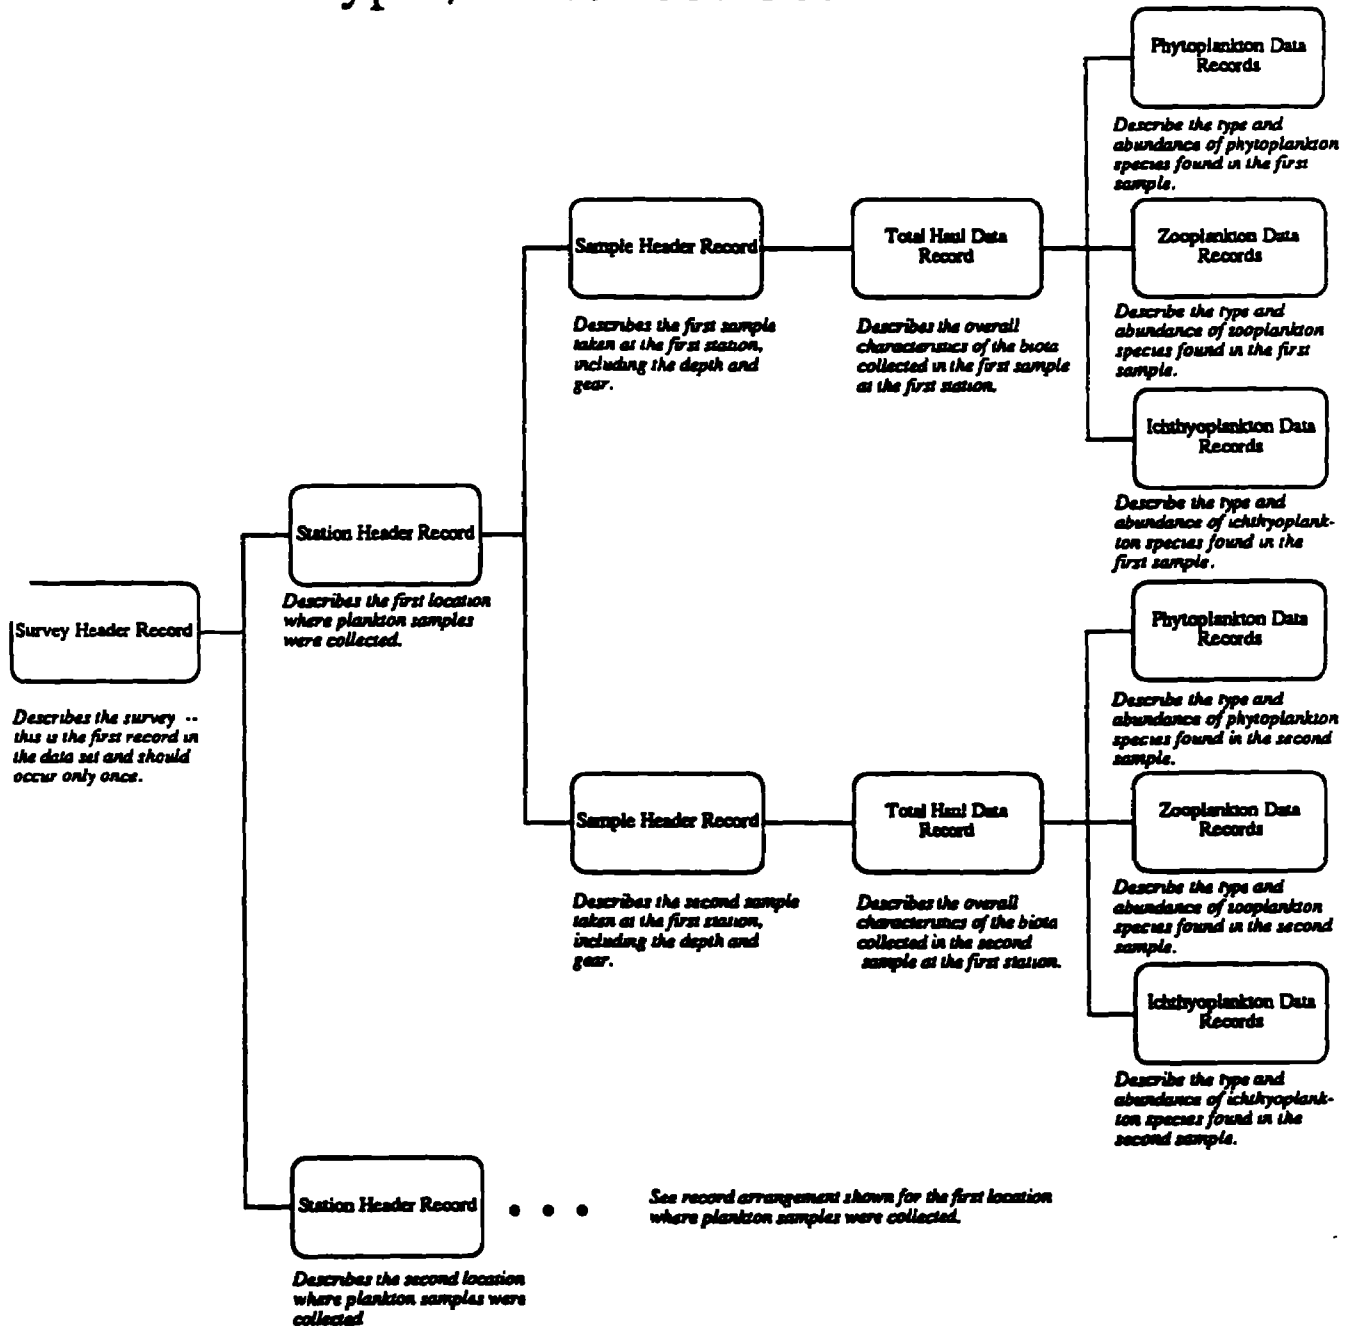 Phytoplankton Data
Records
Describe the type and
abundance of phytoplankton
species found in the first
sample.
Sample Header Record
Describes the first sample
taken at the first station,
including the depth and
gear.
Total Haul Data
Record
Describes the overall
characteristics of the biota
collected in the first sample
at the first station.
Zooplankton Data
Records
Describe the type and
abundance of zooplankton
species found in the first
sample.
Ichthyoplankton Data
Records
Describe the type and
abundance of ichthyoplank-
ton species found in the
first sample.
Station Header Record
Describes the first location
where plankton samples
were collected.
Survey Header Record
Describes the survey --
this is the first record in
the data set and should
occur only once.
Phytoplankton Data
Records
Describe the type and
abundance of phytoplankton
species found in the second
sample.
Sample Header Record
Describes the second sample
taken at the first station,
including the depth and
gear.
Total Haul Data
Record
Describes the overall
characteristics of the biota
collected in the second
sample at the first station.
Zooplankton Data
Records
Describe the type and
abundance of zooplankton
species found in the second
sample.
Ichthyoplankton Data
Records
Describe the type and
abundance of ichthyoplank-
ton species found in the
second sample.
Station Header Record
• • •
See record arrangement shown for the first location
where plankton samples were collected.
Describes the second location
where plankton samples were
collected